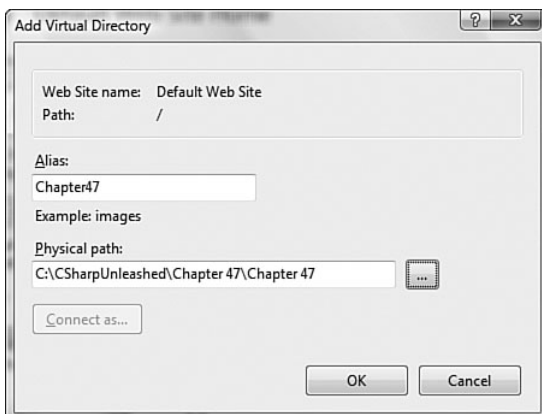 Add Virtual Directory
Web Site name: Default Web Site
Path: /
Alias:
Chapter47
Example: images
Physical path:
C:\CSharpUnleashed\Chapter 47\Chapter 47
...
Connect as...
OK
Cancel